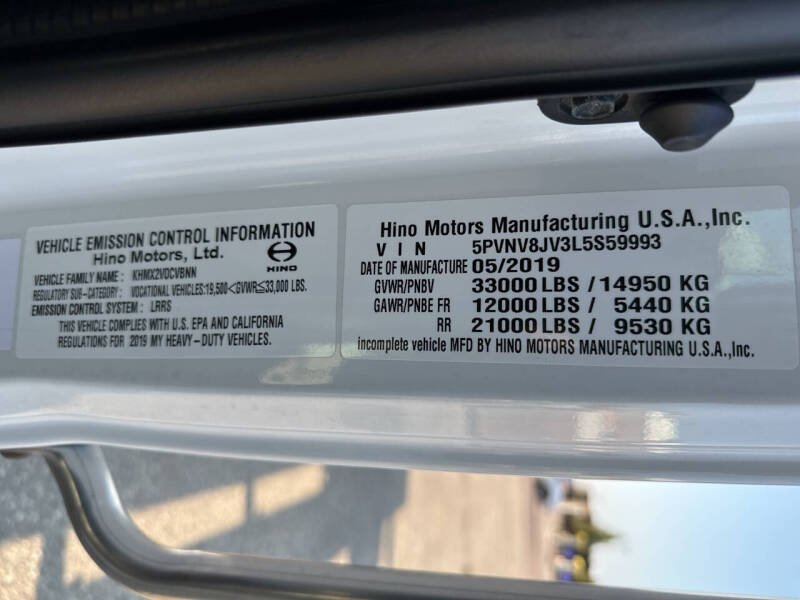 VEHICLE EMISSION CONTROL INFORMATION
Hino Motors, Ltd.
HINO
VEHICLE FAMILY NAME : KHMX2VOCVBNN
REGULATORY SUB-CATEGORY : VOCATIONAL VEHICLES:19,500<GVWR≤33,000 LBS.
EMISSION CONTROL SYSTEM : LRRS
THIS VEHICLE COMPLIES WITH U.S. EPA AND CALIFORNIA
REGULATIONS FOR 2019 MY HEAVY-DUTY VEHICLES.
Hino Motors Manufacturing U.S.A.,Inc.
VIN 5PVNV8JV3L5S59993
DATE OF MANUFACTURE 05/2019
GVWR/PNBV 33000 LBS / 14950 KG
GAWR/PNBE FR 12000 LBS / 5440 KG
RR 21000 LBS / 9530 KG
incomplete vehicle MFD BY HINO MOTORS MANUFACTURING U.S.A.,Inc.